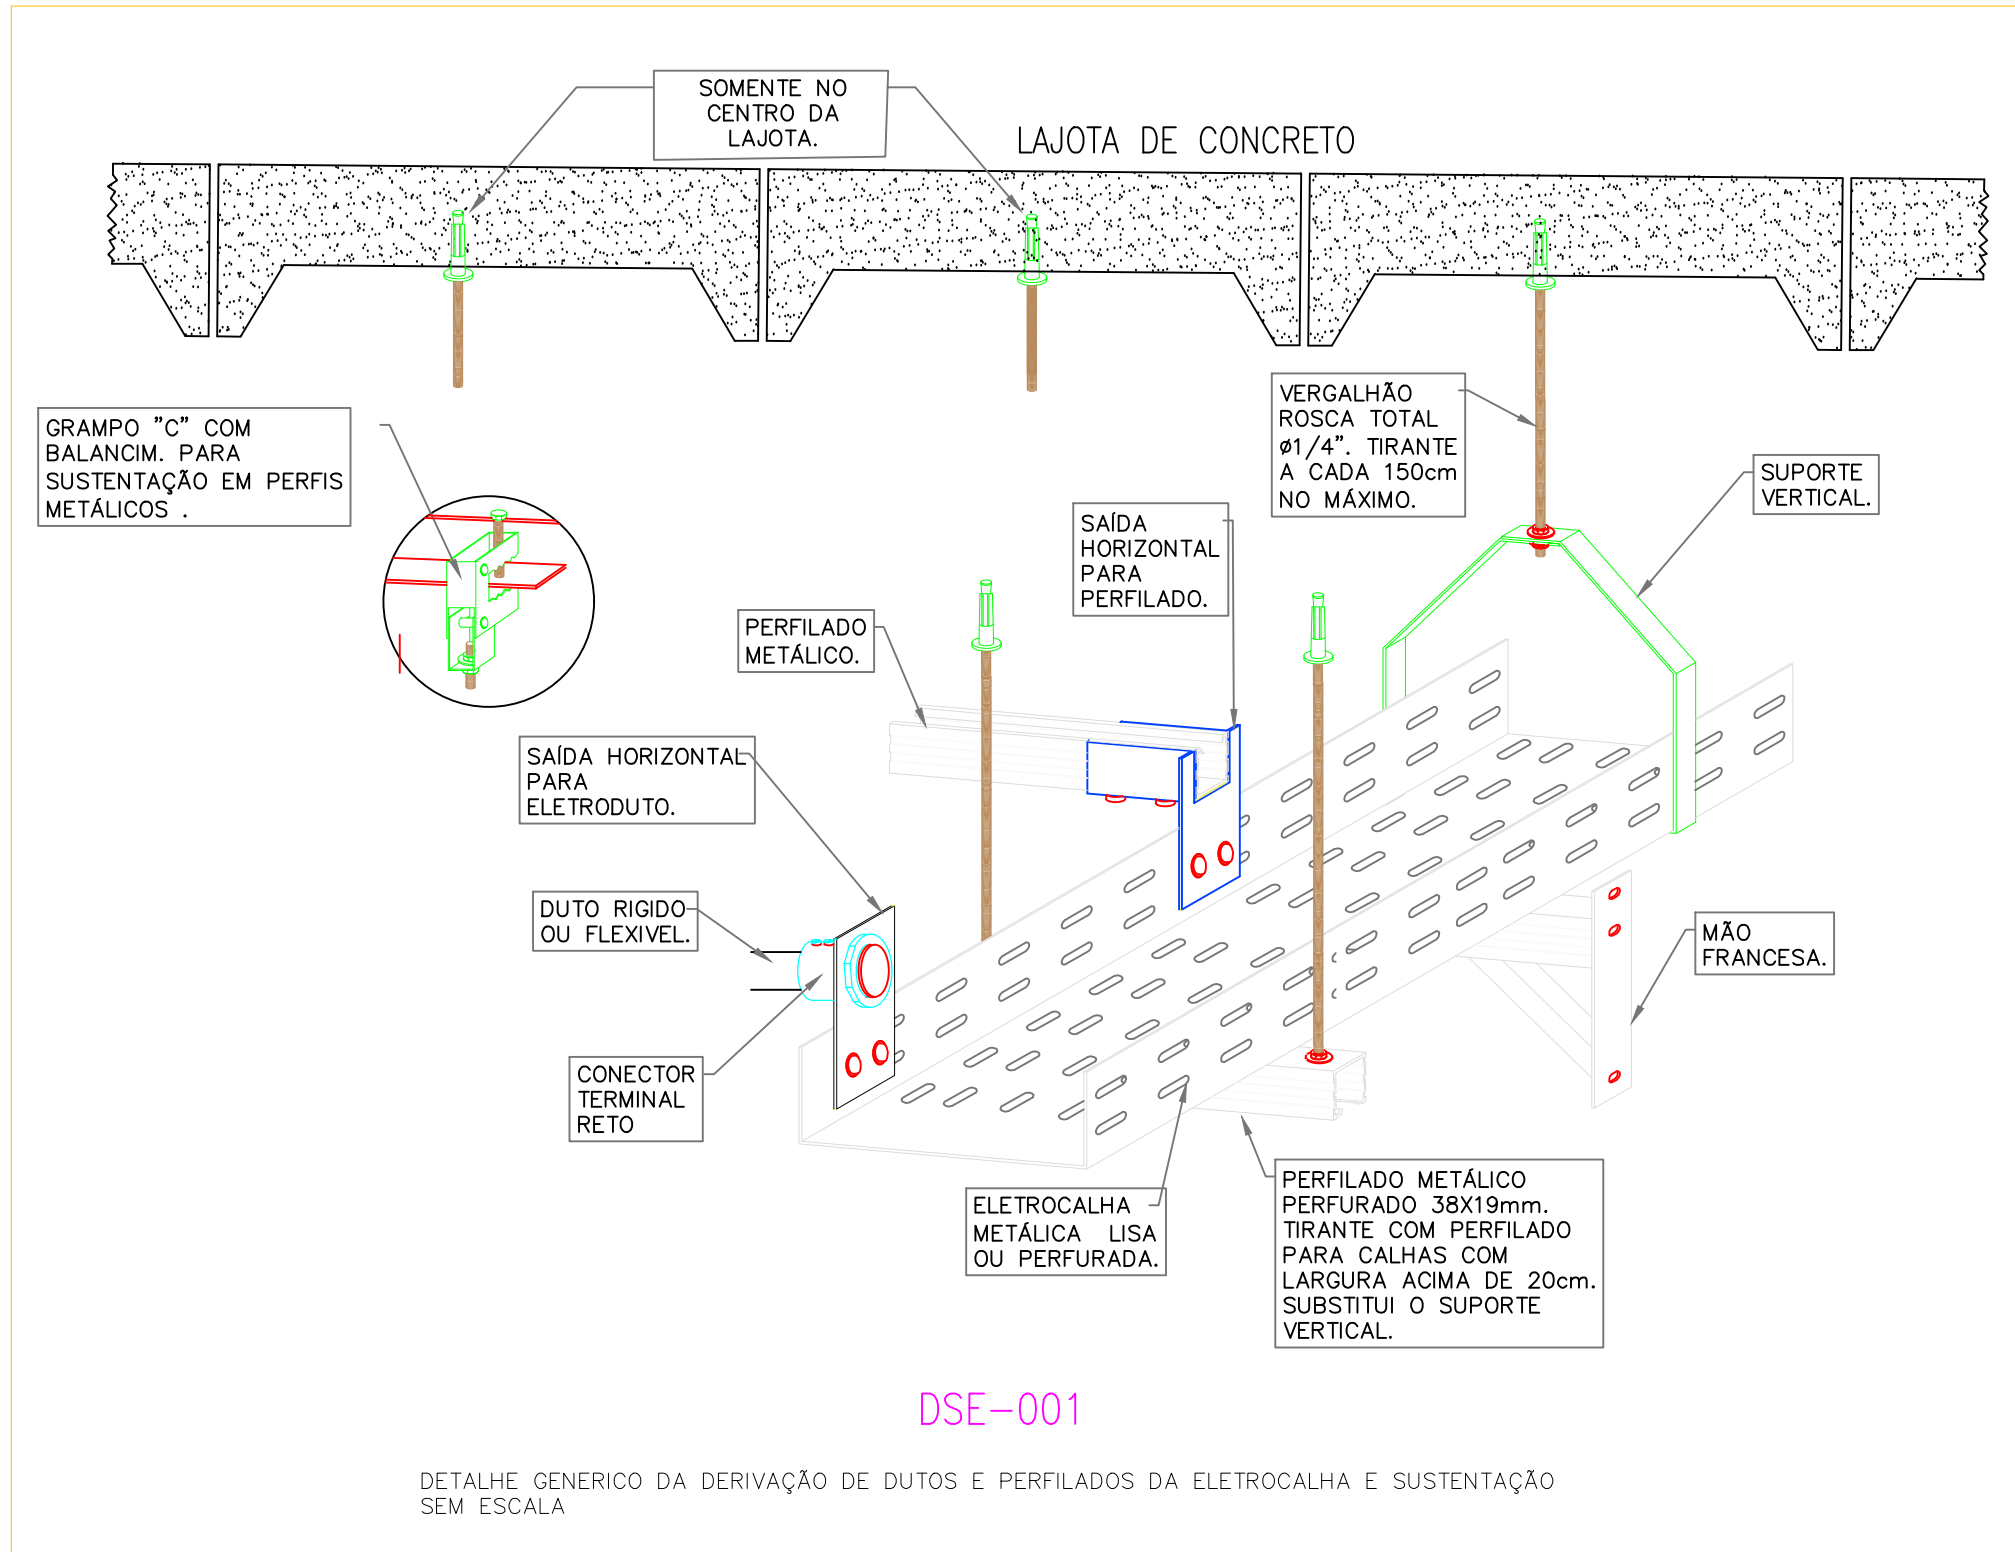 SOMENTE NO
CENTRO DA
LAJOTA.
LAJOTA DE CONCRETO
GRAMPO "C" COM
BALANCIM. PARA
SUSTENTAÇÃO EM PERFIS
METÁLICOS .
VERGALHÃO
ROSCA TOTAL
ø1/4". TIRANTE
A CADA 150cm
NO MÁXIMO.
SUPORTE
VERTICAL.
SAÍDA
HORIZONTAL
PARA
PERFILADO.
PERFILADO
METÁLICO.
SAÍDA HORIZONTAL
PARA
ELETRODUTO.
DUTO RIGIDO
OU FLEXIVEL.
MÃO
FRANCESA.
CONECTOR
TERMINAL
RETO
ELETROCALHA
METÁLICA LISA
OU PERFURADA.
PERFILADO METÁLICO
PERFURADO 38X19mm.
TIRANTE COM PERFILADO
PARA CALHAS COM
LARGURA ACIMA DE 20cm.
SUBSTITUI O SUPORTE
VERTICAL.
DSE-001
DETALHE GENERICO DA DERIVAÇÃO DE DUTOS E PERFILADOS DA ELETROCALHA E SUSTENTAÇÃO
SEM ESCALA